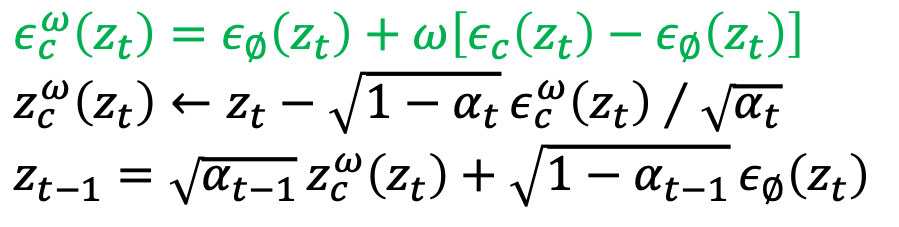 ϵ_c^ω(z_t) = ϵ_∅(z_t) + ω[ϵ_c(z_t) − ϵ_∅(z_t)]
z_c^ω(z_t) ← z_t − √(1 − α_t) ϵ_c^ω(z_t) / √α_t
z_{t−1} = √α_{t−1} z_c^ω(z_t) + √(1 − α_{t−1}) ϵ_∅(z_t)